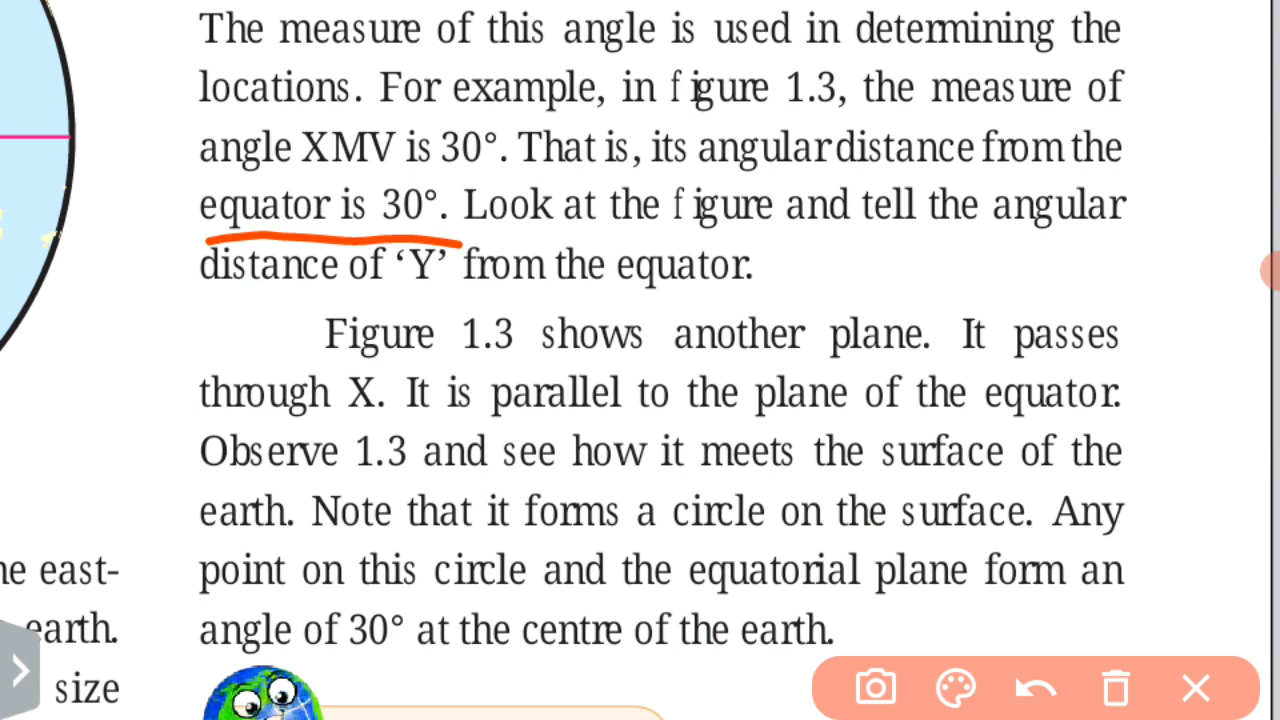 The measure of this angle is used in determining the
locations. For example, in figure 1.3, the measure of
angle XMV is 30°. That is, its angular distance from the
equator is 30°. Look at the figure and tell the angular
distance of ‘Y’ from the equator.
Figure 1.3 shows another plane. It passes
through X. It is parallel to the plane of the equator.
Observe 1.3 and see how it meets the surface of the
earth. Note that it forms a circle on the surface. Any
point on this circle and the equatorial plane form an
angle of 30° at the centre of the earth.
east-
earth.
size